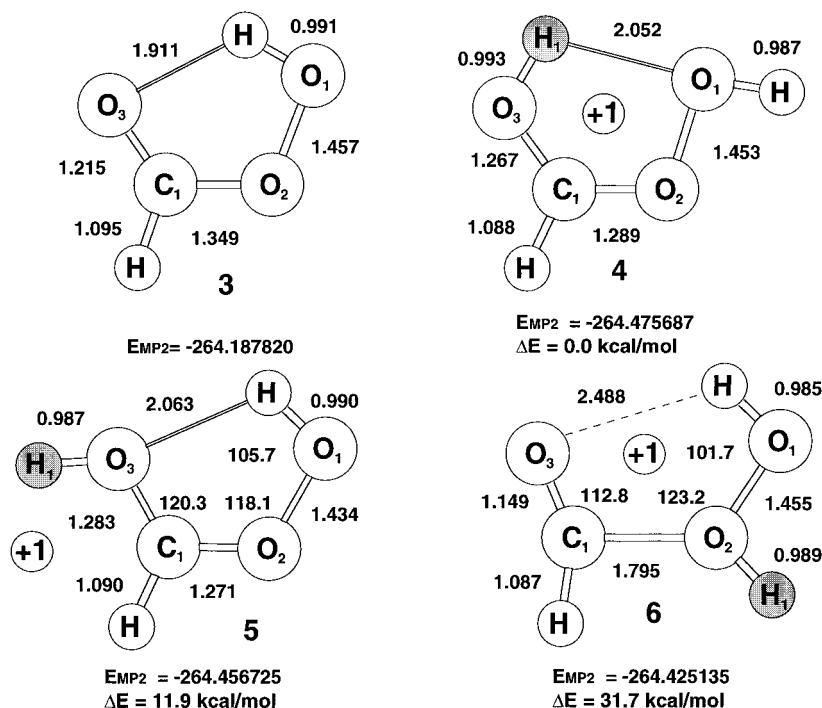 H 0.991
1.911
O1
O3
1.457
1.215
C1 O2
1.095
1.349
H
3
EMP2= -264.187820
H1 2.052
0.993 0.987
O1 H
O3
+1
1.267 1.453
C1 O2
1.088
1.289
H
4
EMP2 = -264.475687
ΔE = 0.0 kcal/mol
H
0.987 2.063 0.990
H1 O3 105.7 O1
120.3 118.1
1.283 1.434
+1 C1 O2
1.090
1.271
H
5
EMP2 = -264.456725
ΔE = 11.9 kcal/mol
H 0.985
2.488
O3 +1 101.7 O1
1.149 112.8 123.2 1.455
C1 O2
0.989
1.087 1.795
H H1
6
EMP2 = -264.425135
ΔE = 31.7 kcal/mol